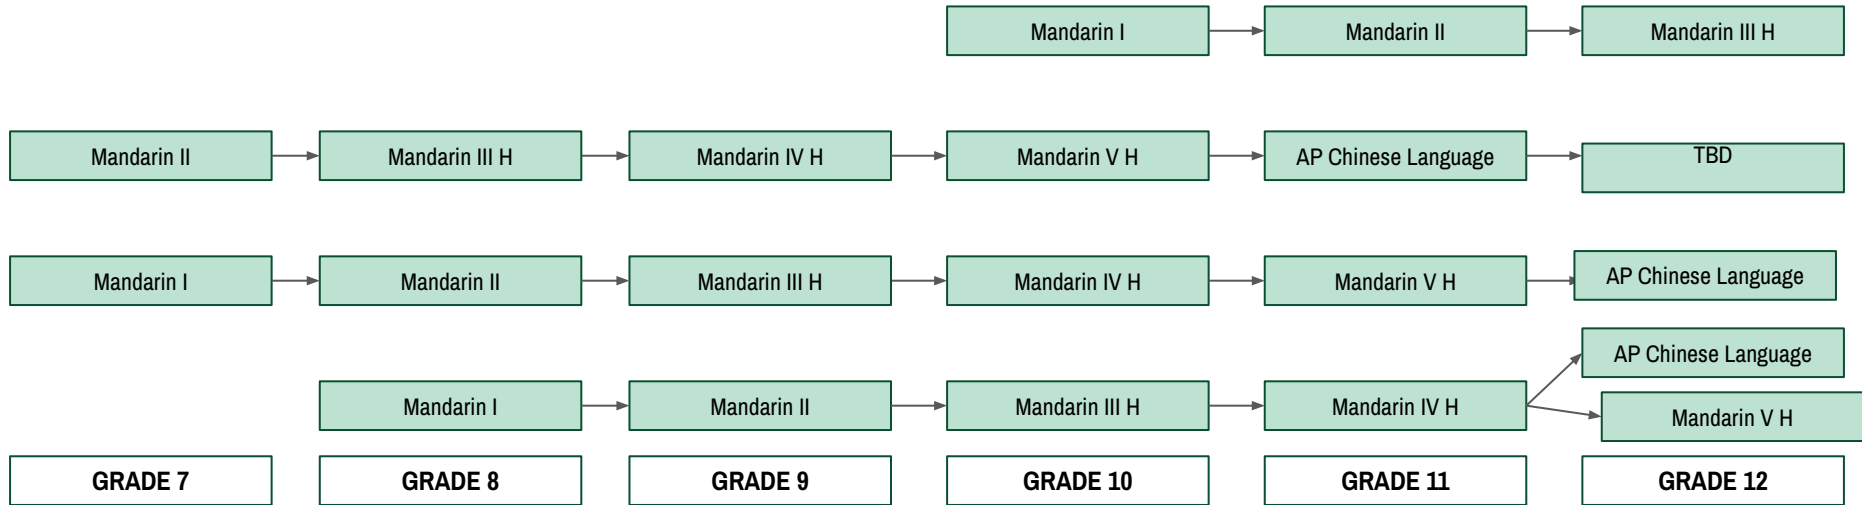 Mandarin I
Mandarin II
Mandarin III H
Mandarin II
Mandarin III H
Mandarin IV H
Mandarin V H
AP Chinese Language
TBD
Mandarin I
Mandarin II
Mandarin III H
Mandarin IV H
Mandarin V H
AP Chinese Language
Mandarin I
Mandarin II
Mandarin III H
Mandarin IV H
AP Chinese Language
Mandarin V H
GRADE 7
GRADE 8
GRADE 9
GRADE 10
GRADE 11
GRADE 12